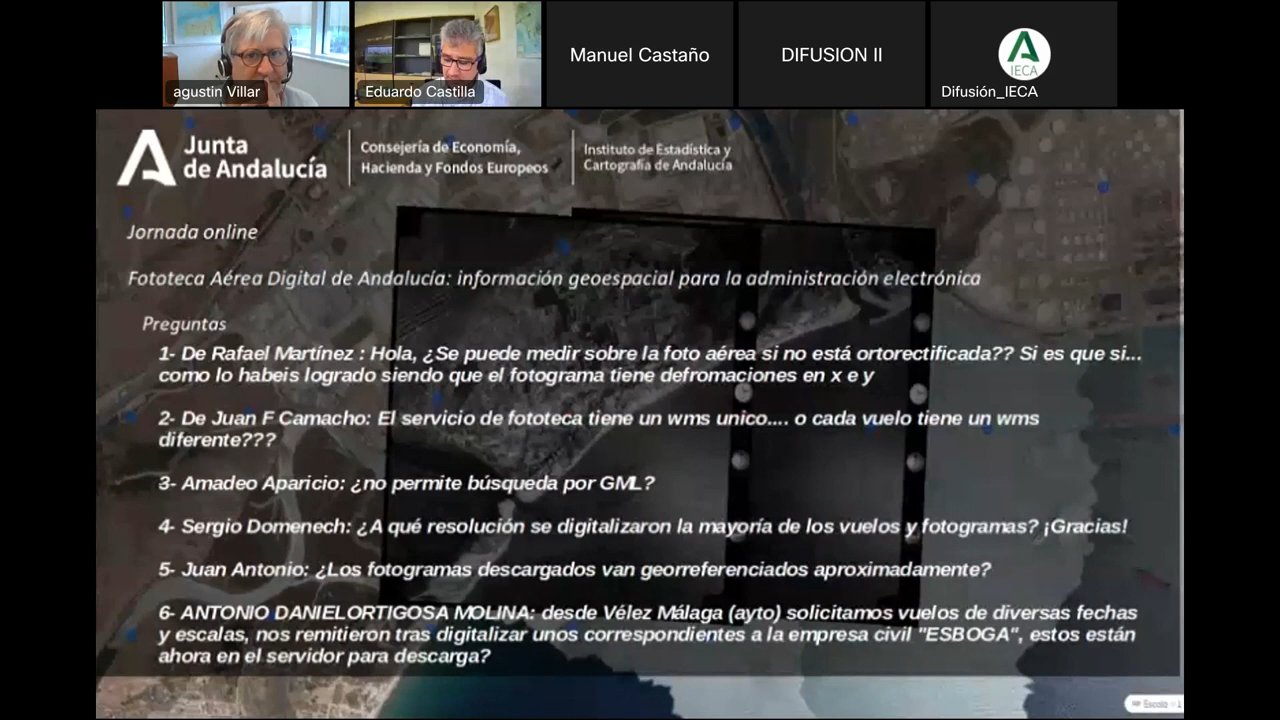 agustin Villar
Eduardo Castilla
Manuel Castaño
DIFUSION II
IECA
Difusión_IECA
Junta
de Andalucía
Consejería de Economía,
Hacienda y Fondos Europeos
Instituto de Estadística y
Cartografía de Andalucía
Jornada online
Fototeca Aérea Digital de Andalucía: información geoespacial para la administración electrónica
Preguntas
1- De Rafael Martínez : Hola, ¿Se puede medir sobre la foto aérea si no está ortorectificada?? Si es que si...
como lo habeis logrado siendo que el fotograma tiene defromaciones en x e y
2- De Juan F Camacho: El servicio de fototeca tiene un wms unico.... o cada vuelo tiene un wms
diferente???
3- Amadeo Aparicio: ¿no permite búsqueda por GML?
4- Sergio Domenech: ¿A qué resolución se digitalizaron la mayoría de los vuelos y fotogramas? ¡Gracias!
5- Juan Antonio: ¿Los fotogramas descargados van georreferenciados aproximadamente?
6- ANTONIO DANIELORTIGOSA MOLINA: desde Vélez Málaga (ayto) solicitamos vuelos de diversas fechas
y escalas, nos remitieron tras digitalizar unos correspondientes a la empresa civil "ESBOGA", estos están
ahora en el servidor para descarga?